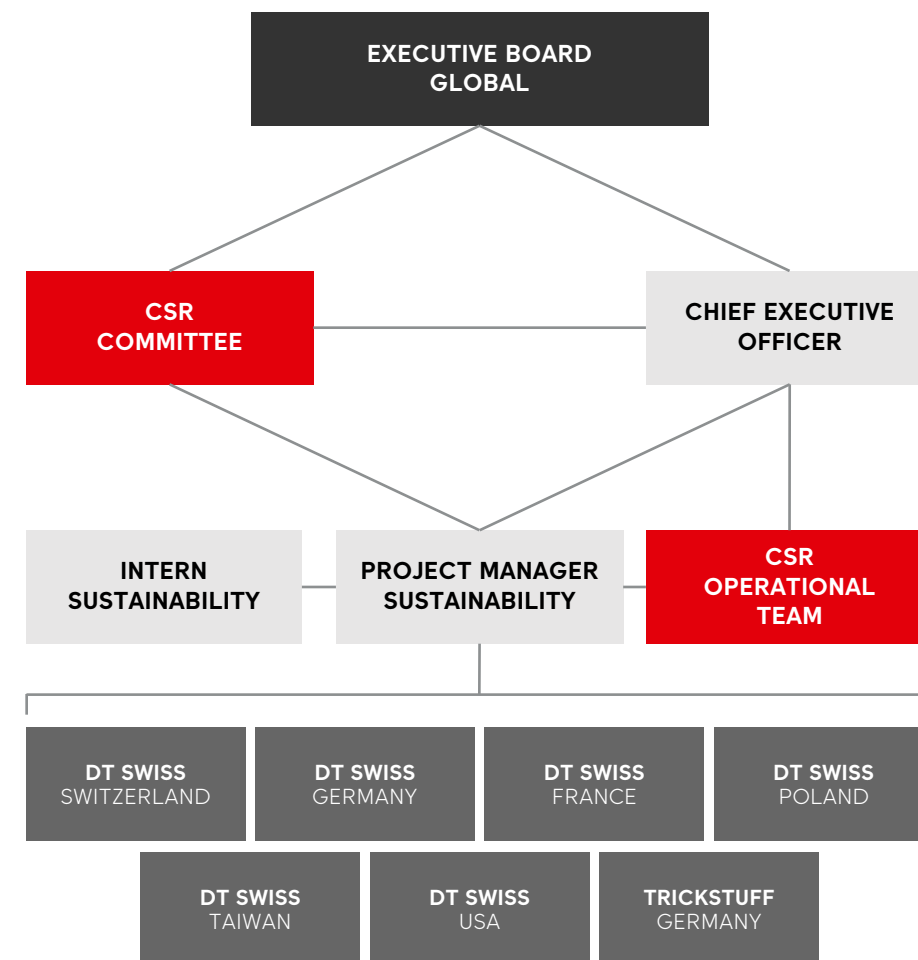 EXECUTIVE BOARD
GLOBAL
CSR
COMMITTEE
CHIEF EXECUTIVE
OFFICER
INTERN
SUSTAINABILITY
PROJECT MANAGER
SUSTAINABILITY
CSR
OPERATIONAL
TEAM
DT SWISS
SWITZERLAND
DT SWISS
GERMANY
DT SWISS
FRANCE
DT SWISS
POLAND
DT SWISS
TAIWAN
DT SWISS
USA
TRICKSTUFF
GERMANY